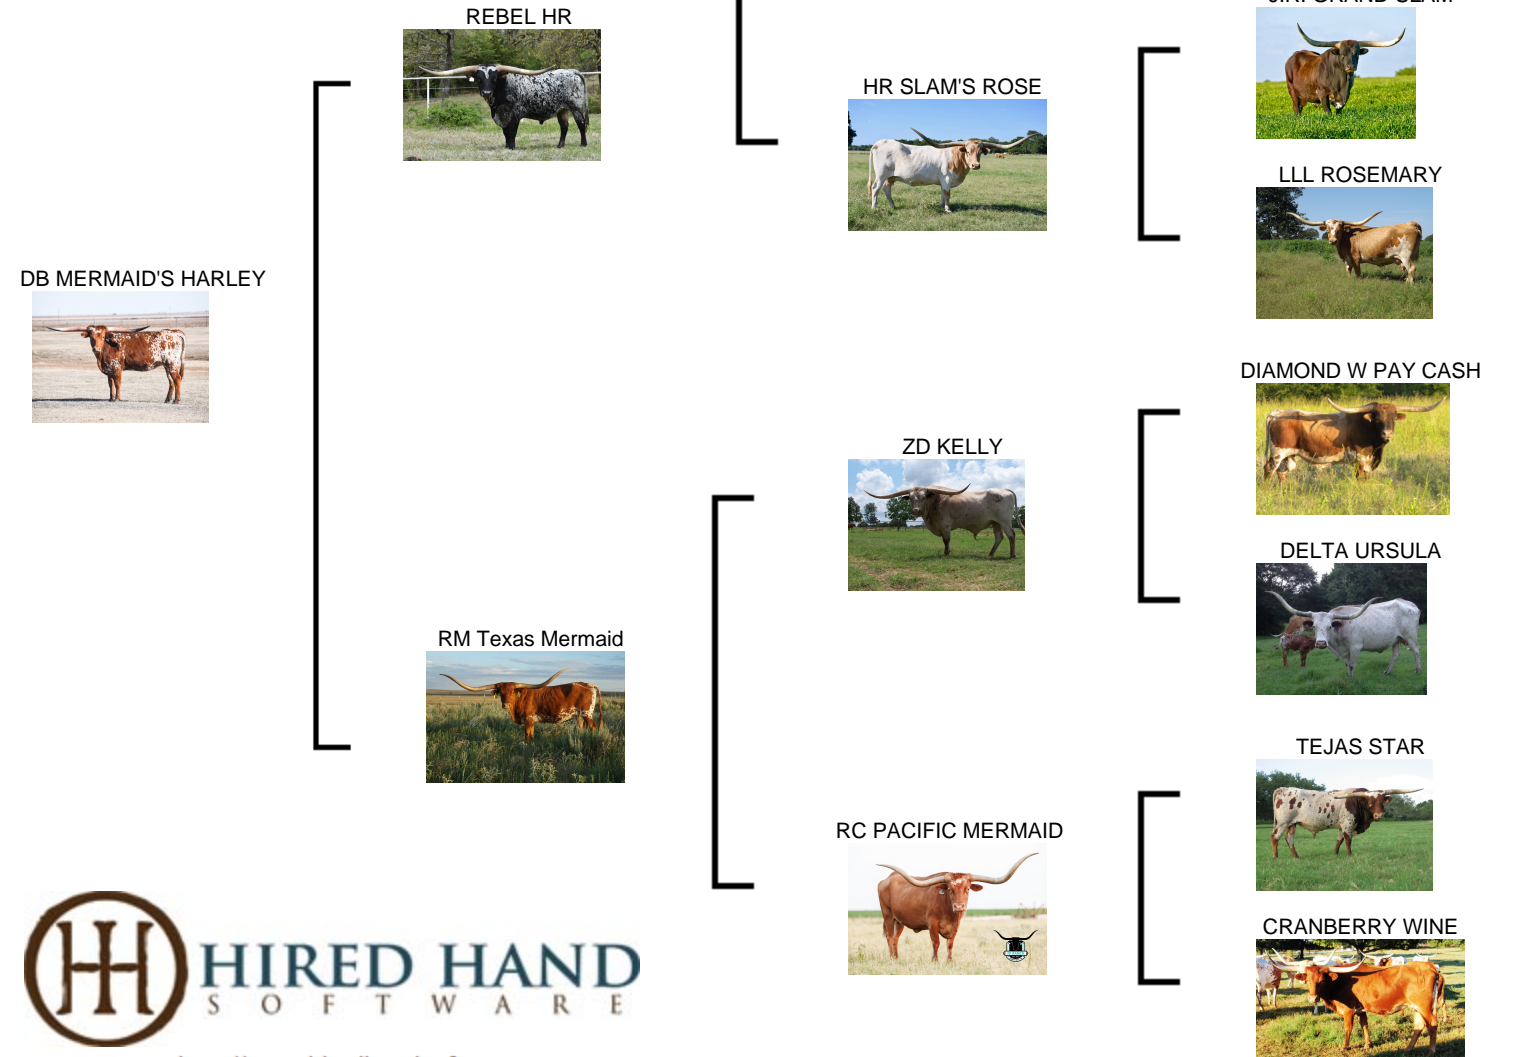 REBEL HR
HR SLAM'S ROSE
LLL ROSEMARY
DB MERMAID'S HARLEY
DIAMOND W PAY CASH
ZD KELLY
DELTA URSULA
RM Texas Mermaid
TEJAS STAR
RC PACIFIC MERMAID
CRANBERRY WINE
HH HIRED HAND
SOFTWARE